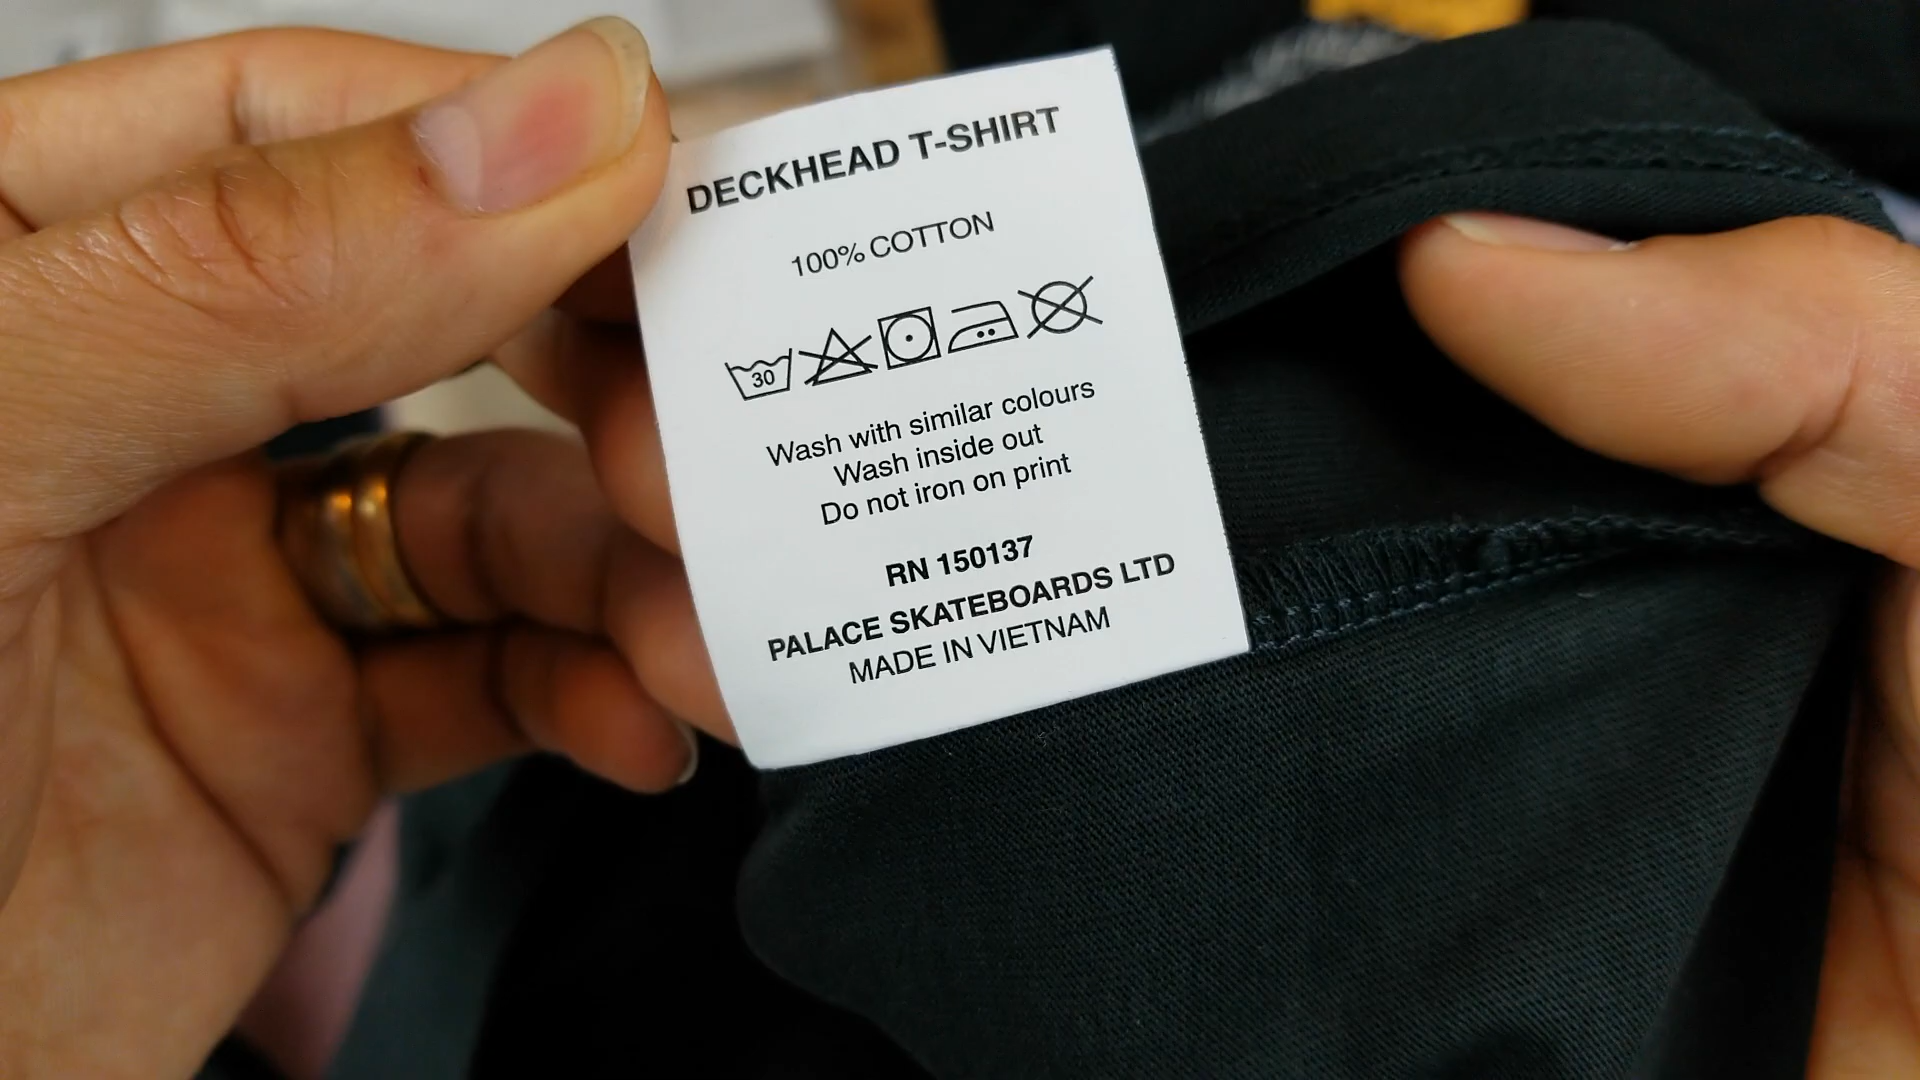 DECKHEAD T-SHIRT
100% COTTON
30
Wash with similar colours
Wash inside out
Do not iron on print
RN 150137
PALACE SKATEBOARDS LTD
MADE IN VIETNAM